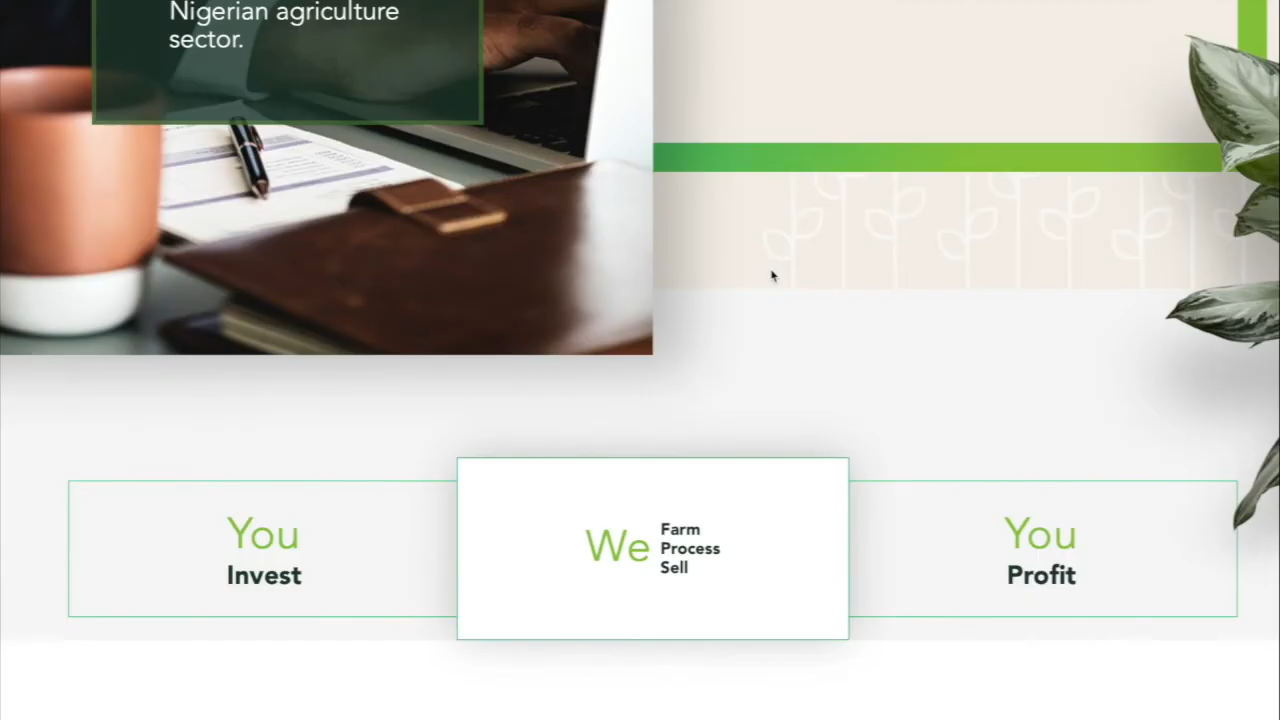 Nigerian agriculture
sector.
You
Invest
We
Farm
Process
Sell
You
Profit